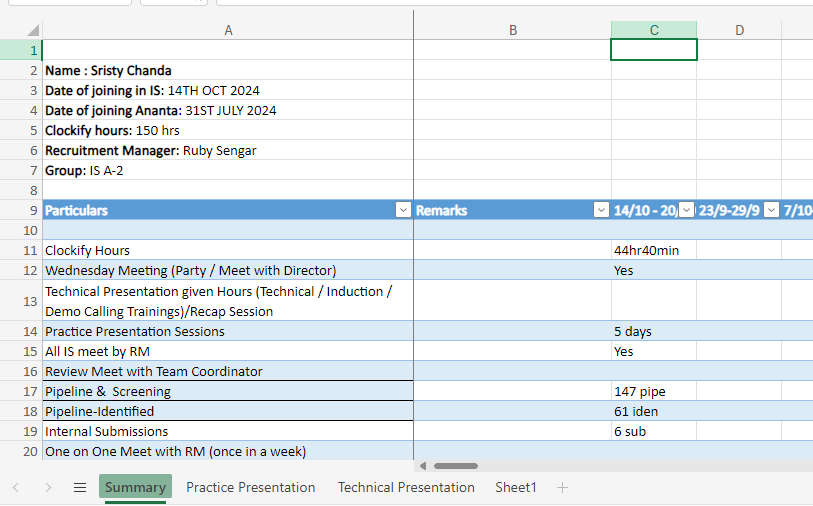 A B C D
1
2 Name : Sristy Chanda
3 Date of joining in IS: 14TH OCT 2024
4 Date of joining Ananta: 31ST JULY 2024
5 Clockify hours: 150 hrs
6 Recruitment Manager: Ruby Sengar
7 Group: IS A-2
8
9 Particulars Remarks 14/10 - 20/ 23/9-29/9 7/10
10
11 Clockify Hours 44hr40min
12 Wednesday Meeting (Party / Meet with Director) Yes
Technical Presentation given Hours (Technical / Induction /
13 Demo Calling Trainings)/Recap Session
14 Practice Presentation Sessions 5 days
15 All IS meet by RM Yes
16 Review Meet with Team Coordinator
17 Pipeline & Screening 147 pipe
18 Pipeline-Identified 61 iden
19 Internal Submissions 6 sub
20 One on One Meet with RM (once in a week)
Summary Practice Presentation Technical Presentation Sheet1